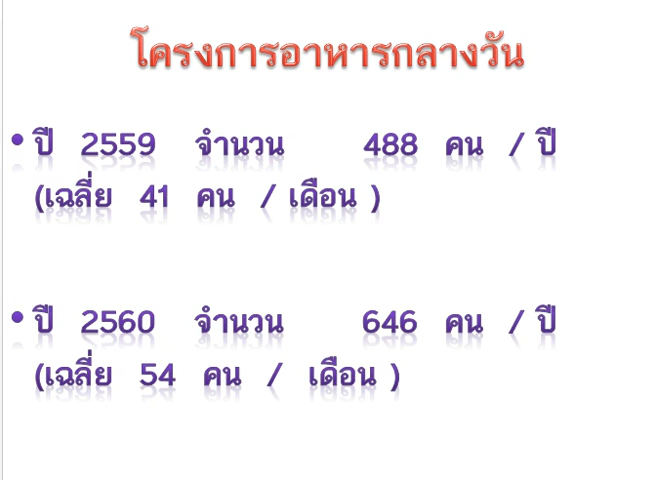 โครงการอาหารกลางวัน
• ปี 2559 จำนวน 488 คน / ปี
(เฉลี่ย 41 คน / เดือน )
• ปี 2560 จำนวน 646 คน / ปี
(เฉลี่ย 54 คน / เดือน )